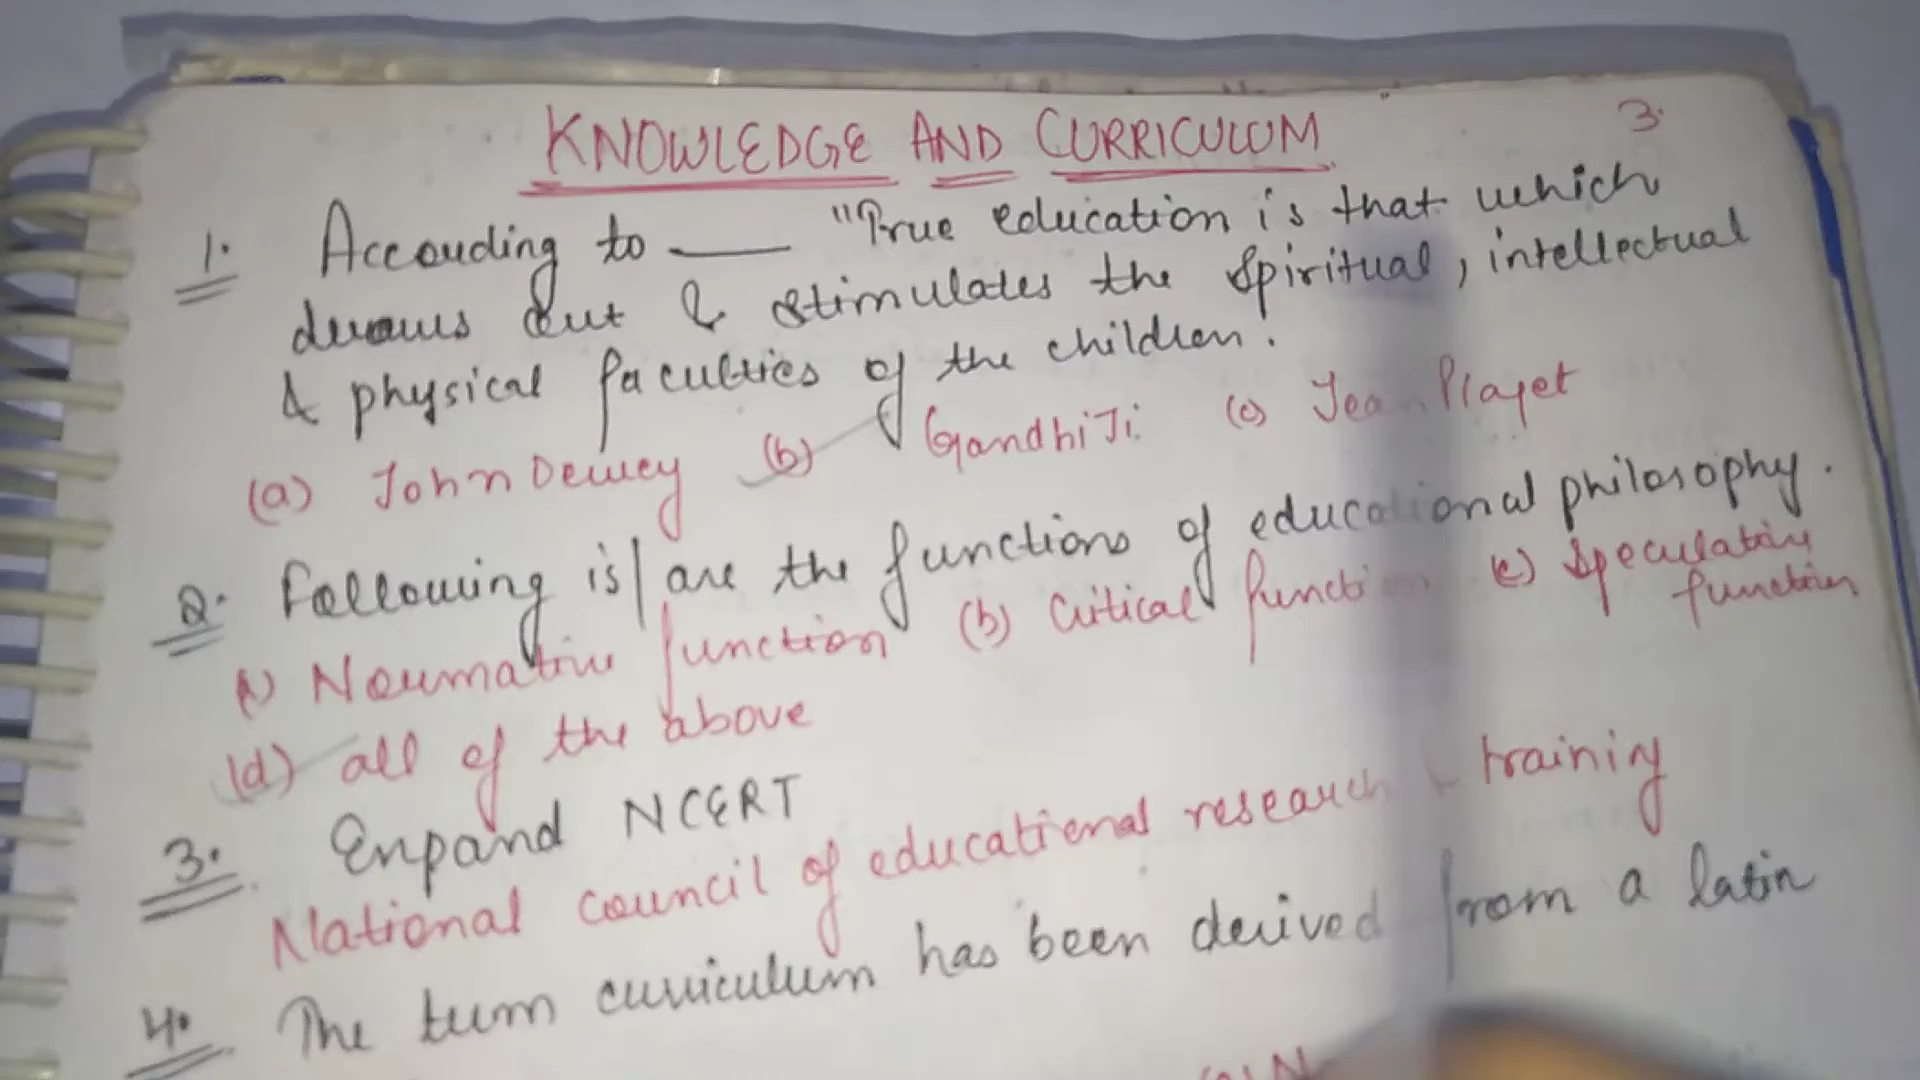 KNOWLEDGE AND CURRICULUM
3.
1. According to ___ "True education is that which
draws out & stimulates the spiritual, intellectual
& physical faculties of the children.
(a) John Dewey (b) GandhiJi (c) Jean Piajet
2. Following is/are the functions of educational philosophy.
Normative function (b) Critical function (c) Speculative
function
(d) all of the above
3. Expand NCERT
National council of educational research training
4. The term curriculum has been derived from a latin